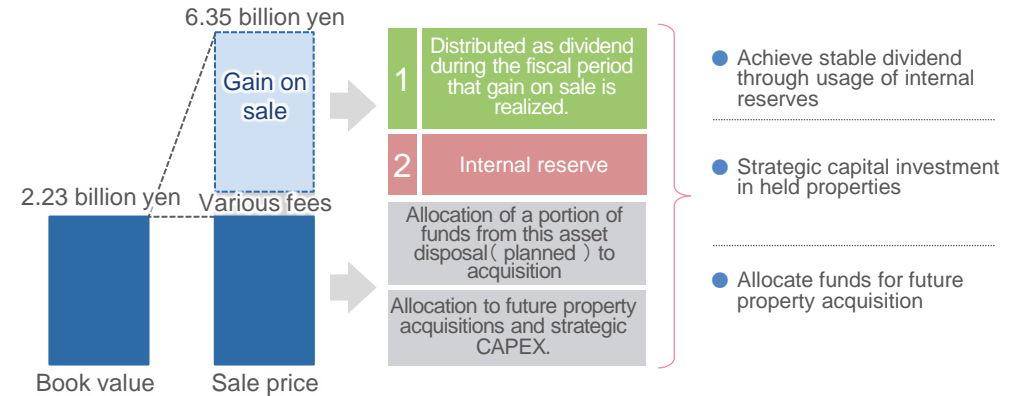 6.35 billion yen
Gain on
sale
2.23 billion yen
Various fees
Book value
Sale price
1
Distributed as dividend
during the fiscal period
that gain on sale is
realized.
2
Internal reserve
Allocation of a portion of
funds from this asset
disposal( planned ) to
acquisition
Allocation to future property
acquisitions and strategic
CAPEX.
Achieve stable dividend
through usage of internal
reserves
Strategic capital investment
in held properties
Allocate funds for future
property acquisition